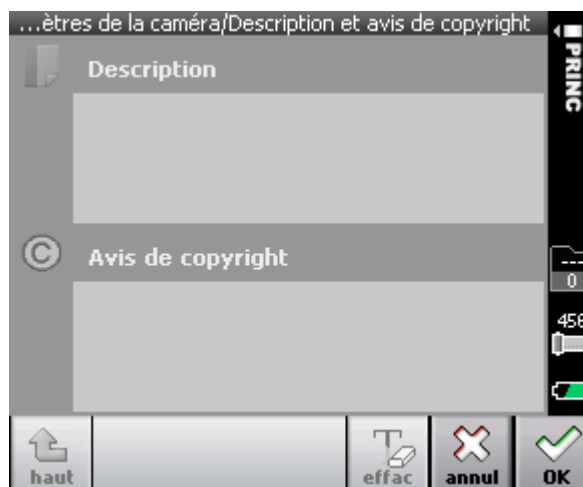 ...ètres de la caméra/Description et avis de copyright
PRINC
Description
©
Avis de copyright
---
0
456
haut
effac
annul
OK